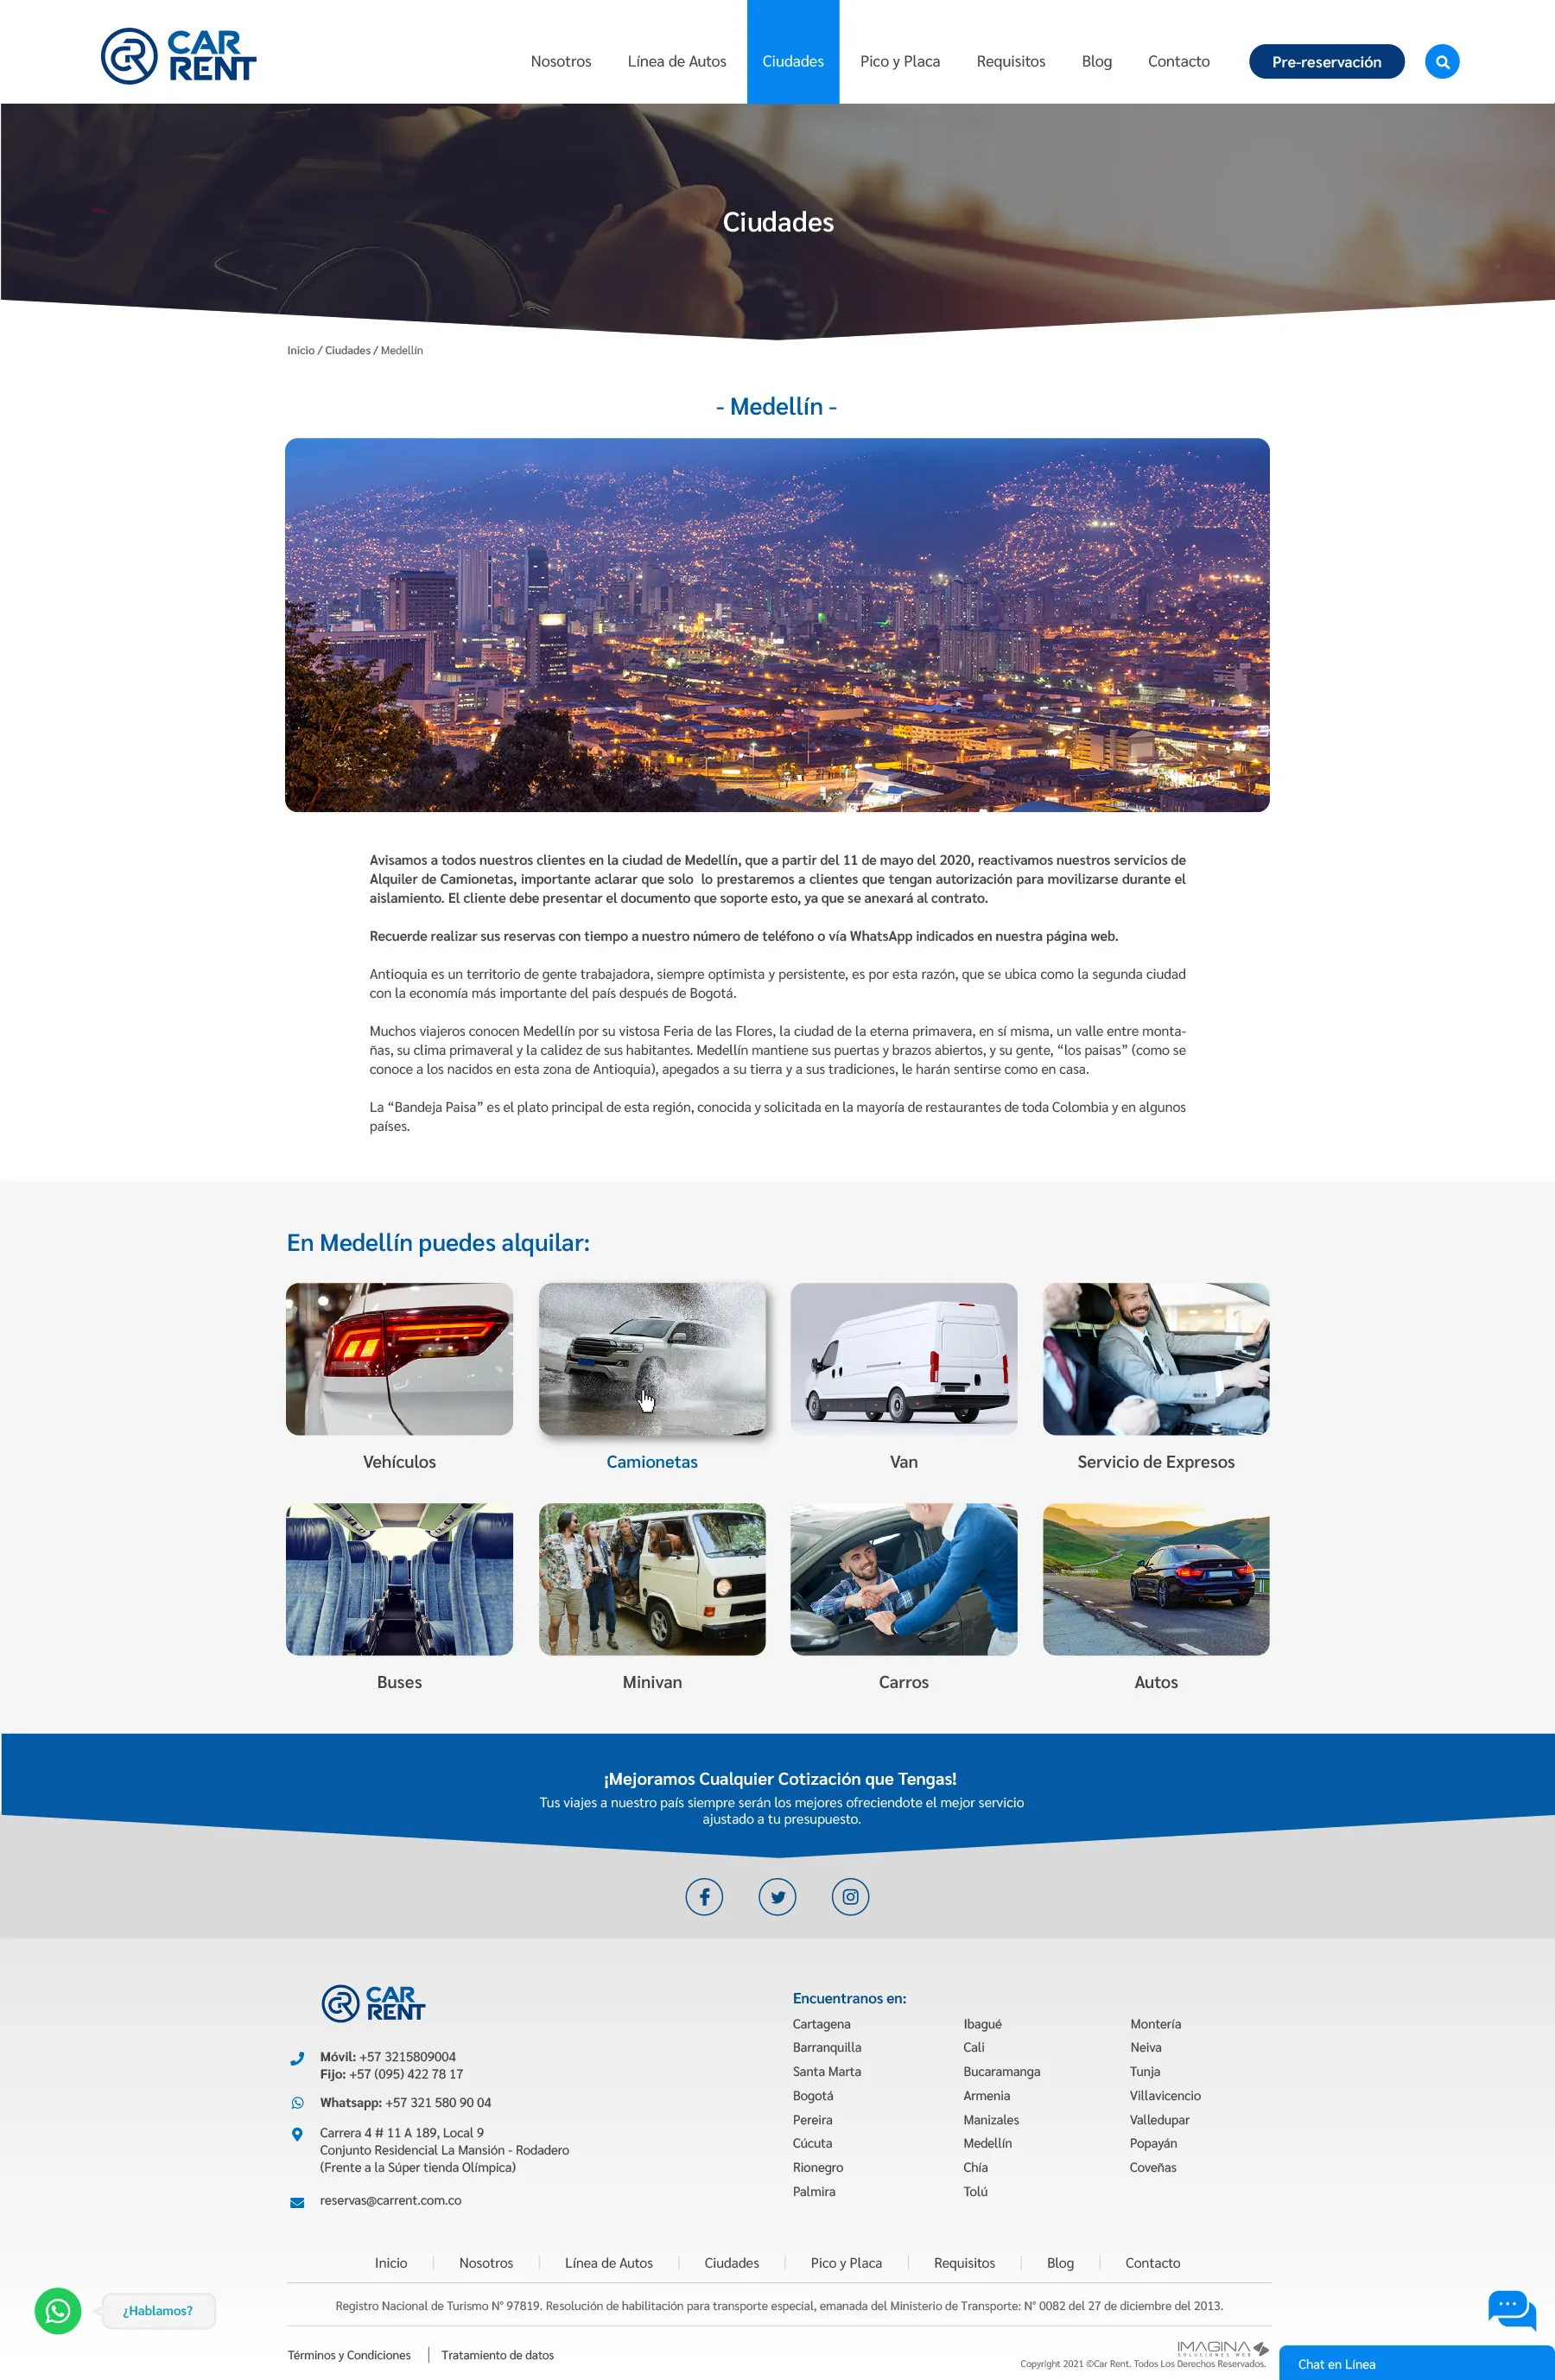 CAR RENT
Nosotros
Línea de Autos
Ciudades
Pico y Placa
Requisitos
Blog
Contacto
Pre-reservación
Ciudades
Inicio / Ciudades / Medellín
- Medellín -
Avisamos a todos nuestros clientes en la ciudad de Medellín, que a partir del 11 de mayo del 2020, reactivamos nuestros servicios de
Alquiler de Camionetas, importante aclarar que solo lo prestaremos a clientes que tengan autorización para movilizarse durante el
aislamiento. El cliente debe presentar el documento que soporte esto, ya que se anexará al contrato.
Recuerde realizar sus reservas con tiempo a nuestro número de teléfono o vía WhatsApp indicados en nuestra página web.
Antioquia es un territorio de gente trabajadora, siempre optimista y persistente, es por esta razón, que se ubica como la segunda ciudad
con la economía más importante del país después de Bogotá.
Muchos viajeros conocen Medellín por su vistosa Feria de las Flores, la ciudad de la eterna primavera, en sí misma, un valle entre monta-
ñas, su clima primaveral y la calidez de sus habitantes. Medellín mantiene sus puertas y brazos abiertos, y su gente, “los paisas” (como se
conoce a los nacidos en esta zona de Antioquia), apegados a su tierra y a sus tradiciones, le harán sentirse como en casa.
La “Bandeja Paisa” es el plato principal de esta región, conocida y solicitada en la mayoría de restaurantes de toda Colombia y en algunos
países.
En Medellín puedes alquilar:
Vehículos
Camionetas
Van
Servicio de Expresos
Buses
Minivan
Carros
Autos
¡Mejoramos Cualquier Cotización que Tengas!
Tus viajes a nuestro país siempre serán los mejores ofreciendote el mejor servicio
ajustado a tu presupuesto.
CAR RENT
Móvil: +57 3215809004
Fijo: +57 (095) 422 78 17
Whatsapp: +57 321 580 90 04
Carrera 4 # 11 A 189, Local 9
Conjunto Residencial La Mansión - Rodadero
(Frente a la Súper tienda Olímpica)
reservas@carrent.com.co
Encuentranos en:
Cartagena
Barranquilla
Santa Marta
Bogotá
Pereira
Cúcuta
Rionegro
Palmira
Ibagué
Cali
Bucaramanga
Armenia
Manizales
Medellín
Chía
Tolú
Montería
Neiva
Tunja
Villavicencio
Valledupar
Popayán
Coveñas
Inicio
Nosotros
Línea de Autos
Ciudades
Pico y Placa
Requisitos
Blog
Contacto
¿Hablamos?
Registro Nacional de Turismo N° 97819. Resolución de habilitación para transporte especial, emanada del Ministerio de Transporte: N° 0082 del 27 de diciembre del 2013.
Términos y Condiciones
Tratamiento de datos
IMAGINA
SOLUCIONES WEB
Copyright 2021 ©Car Rent. Todos Los Derechos Reservados.
Chat en Línea